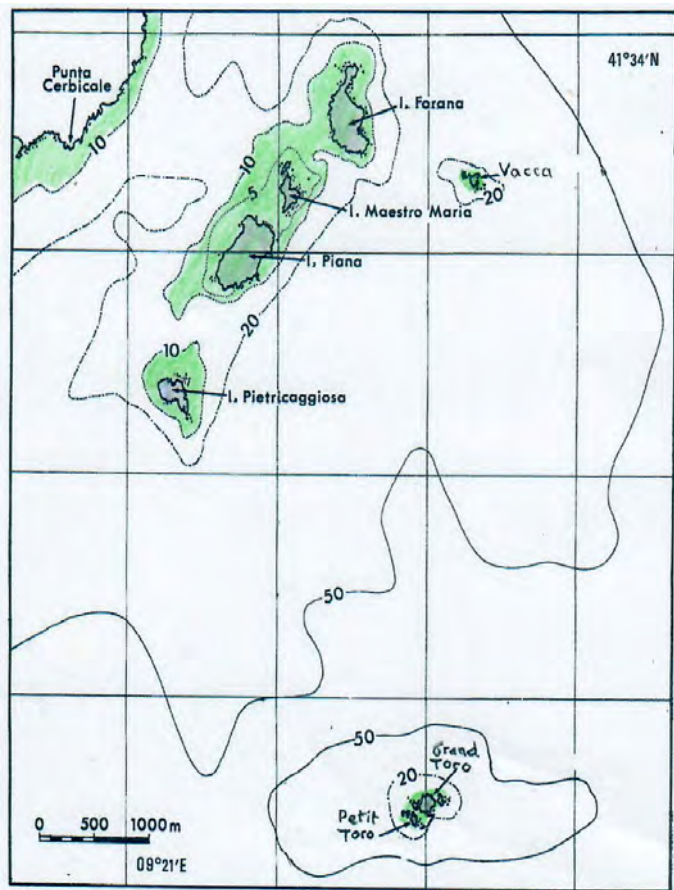 41°34'N
Punta
Cerbicale
I. Forana
10
10
Vacca
5
20
I. Maestro Maria
I. Piana
20
10
10
I. Pietricaggiosa
50
50
Grand
Toro
20
Petit
Toro
0 500 1000m
09°21'E